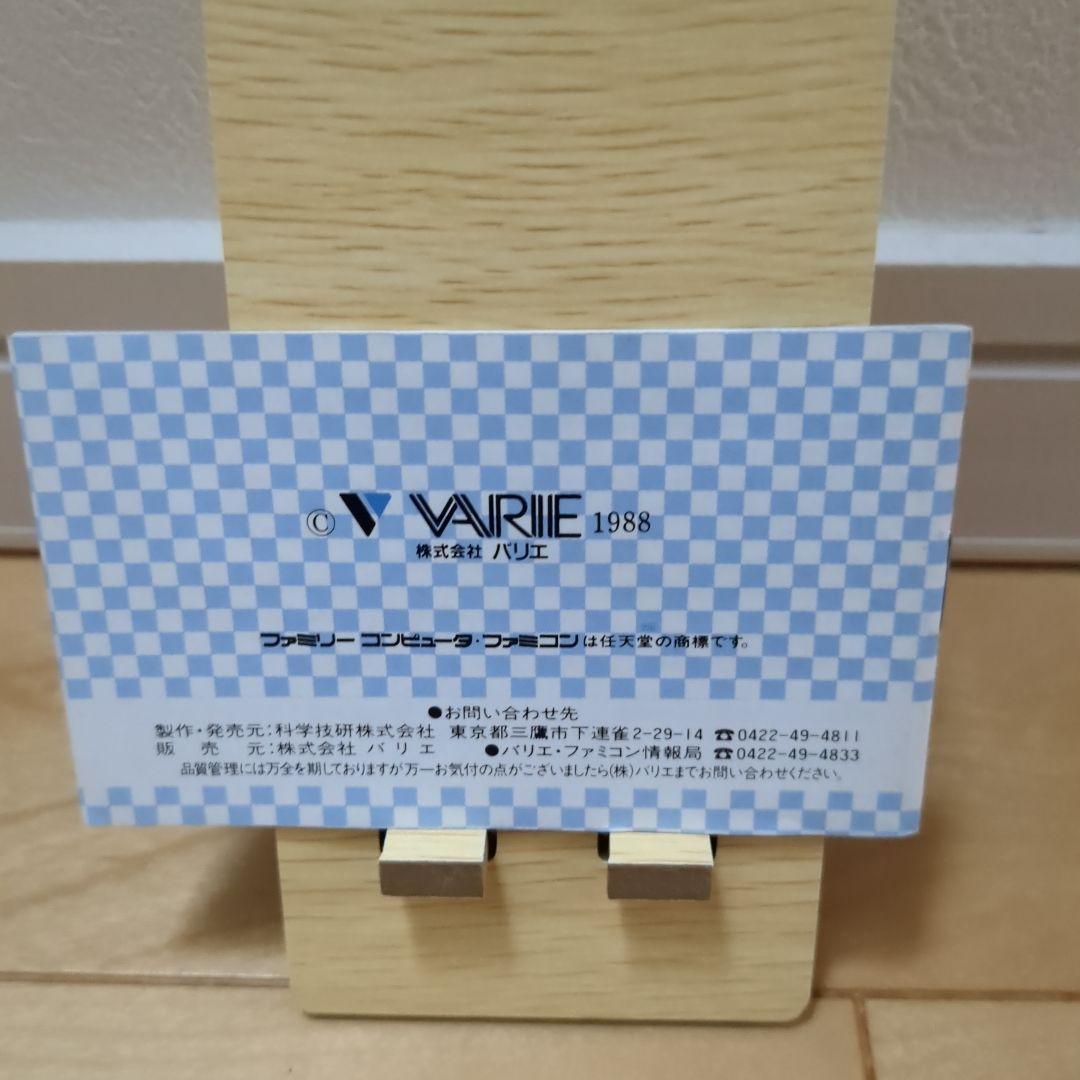 © VARIE 1988
株式会社 バリエ
ファミリー コンピュータ・ファミコンは任天堂の商標です。
●お問い合わせ先
製作・発売元:科学技研株式会社 東京都三鷹市下連雀2-29-14 ☎0422-49-4811
販売元:株式会社 バリエ ●バリエ・ファミコン情報局 ☎0422-49-4833
品質管理には万全を期しておりますが万一お気付の点がございましたら(株)バリエまでお問い合わせください。